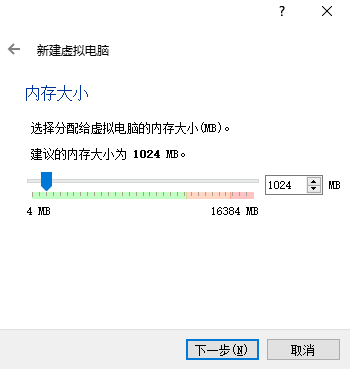 ?
新建虚拟电脑
内存大小
选择分配给虚拟电脑的内存大小(MB)。
建议的内存大小为 1024 MB。
1024 MB
4 MB 16384 MB
下一步(N) 取消